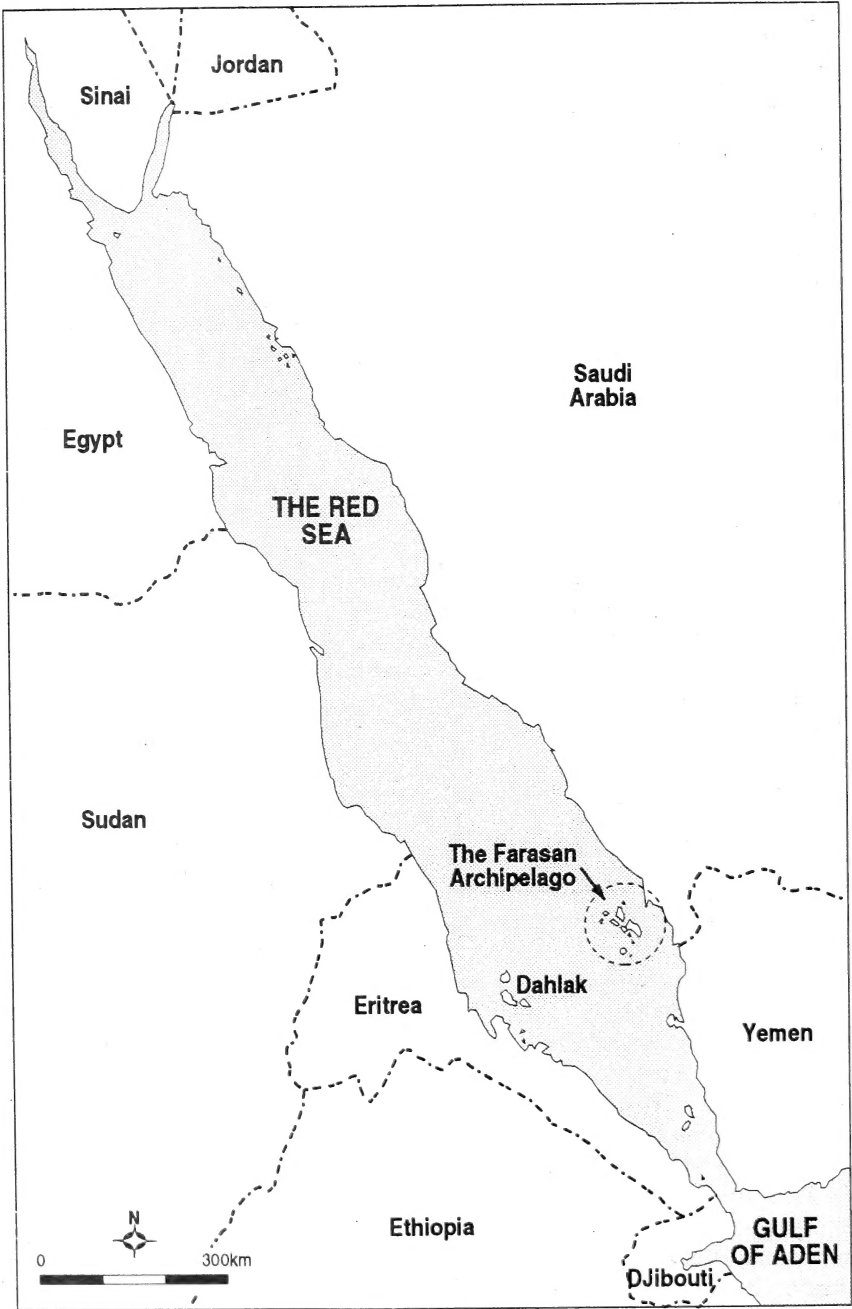 Jordan
Sinai
Saudi
Arabia
Egypt
THE RED
SEA
Sudan
The Farasan
Archipelago
Dahlak
Eritrea
Yemen
N
Ethiopia
GULF
OF ADEN
0 300km
DJibouti